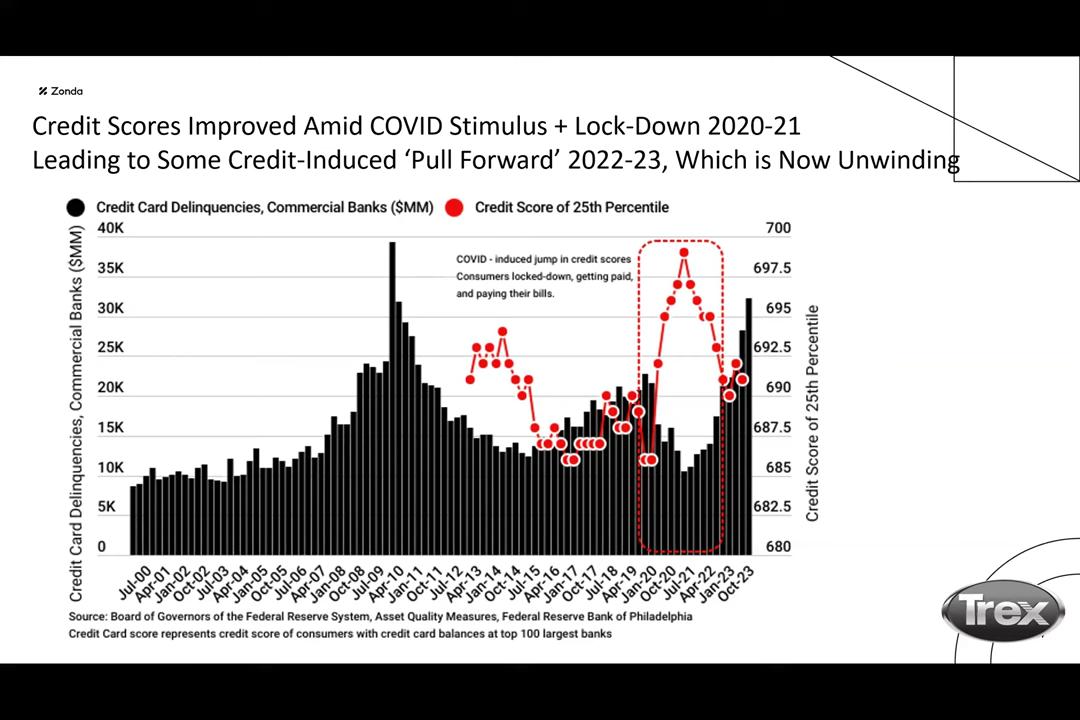 Zonda
Credit Scores Improved Amid COVID Stimulus + Lock-Down 2020-21
Leading to Some Credit-Induced ‘Pull Forward’ 2022-23, Which is Now Unwinding
Credit Card Delinquencies, Commercial Banks ($MM) Credit Score of 25th Percentile
Credit Card Delinquencies, Commercial Banks ($MM)
40K
35K
30K
25K
20K
15K
10K
5K
0
COVID - induced jump in credit scores
Consumers locked-down, getting paid,
and paying their bills.
700
697.5
695
692.5
690
687.5
685
682.5
680
Credit Score of 25th Percentile
Jul-00 Apr-01 Jan-02 Oct-02 Jul-03 Apr-04 Jan-05 Oct-05 Jul-06 Apr-07 Jan-08 Oct-08 Jul-09 Apr-10 Jan-11 Oct-11 Jul-12 Apr-13 Jan-14 Oct-14 Jul-15 Apr-16 Jan-17 Oct-17 Jul-18 Apr-19 Jan-20 Oct-20 Jul-21 Apr-22 Jan-23 Oct-23
Source: Board of Governors of the Federal Reserve System, Asset Quality Measures, Federal Reserve Bank of Philadelphia
Credit Card score represents credit score of consumers with credit card balances at top 100 largest banks
Trex